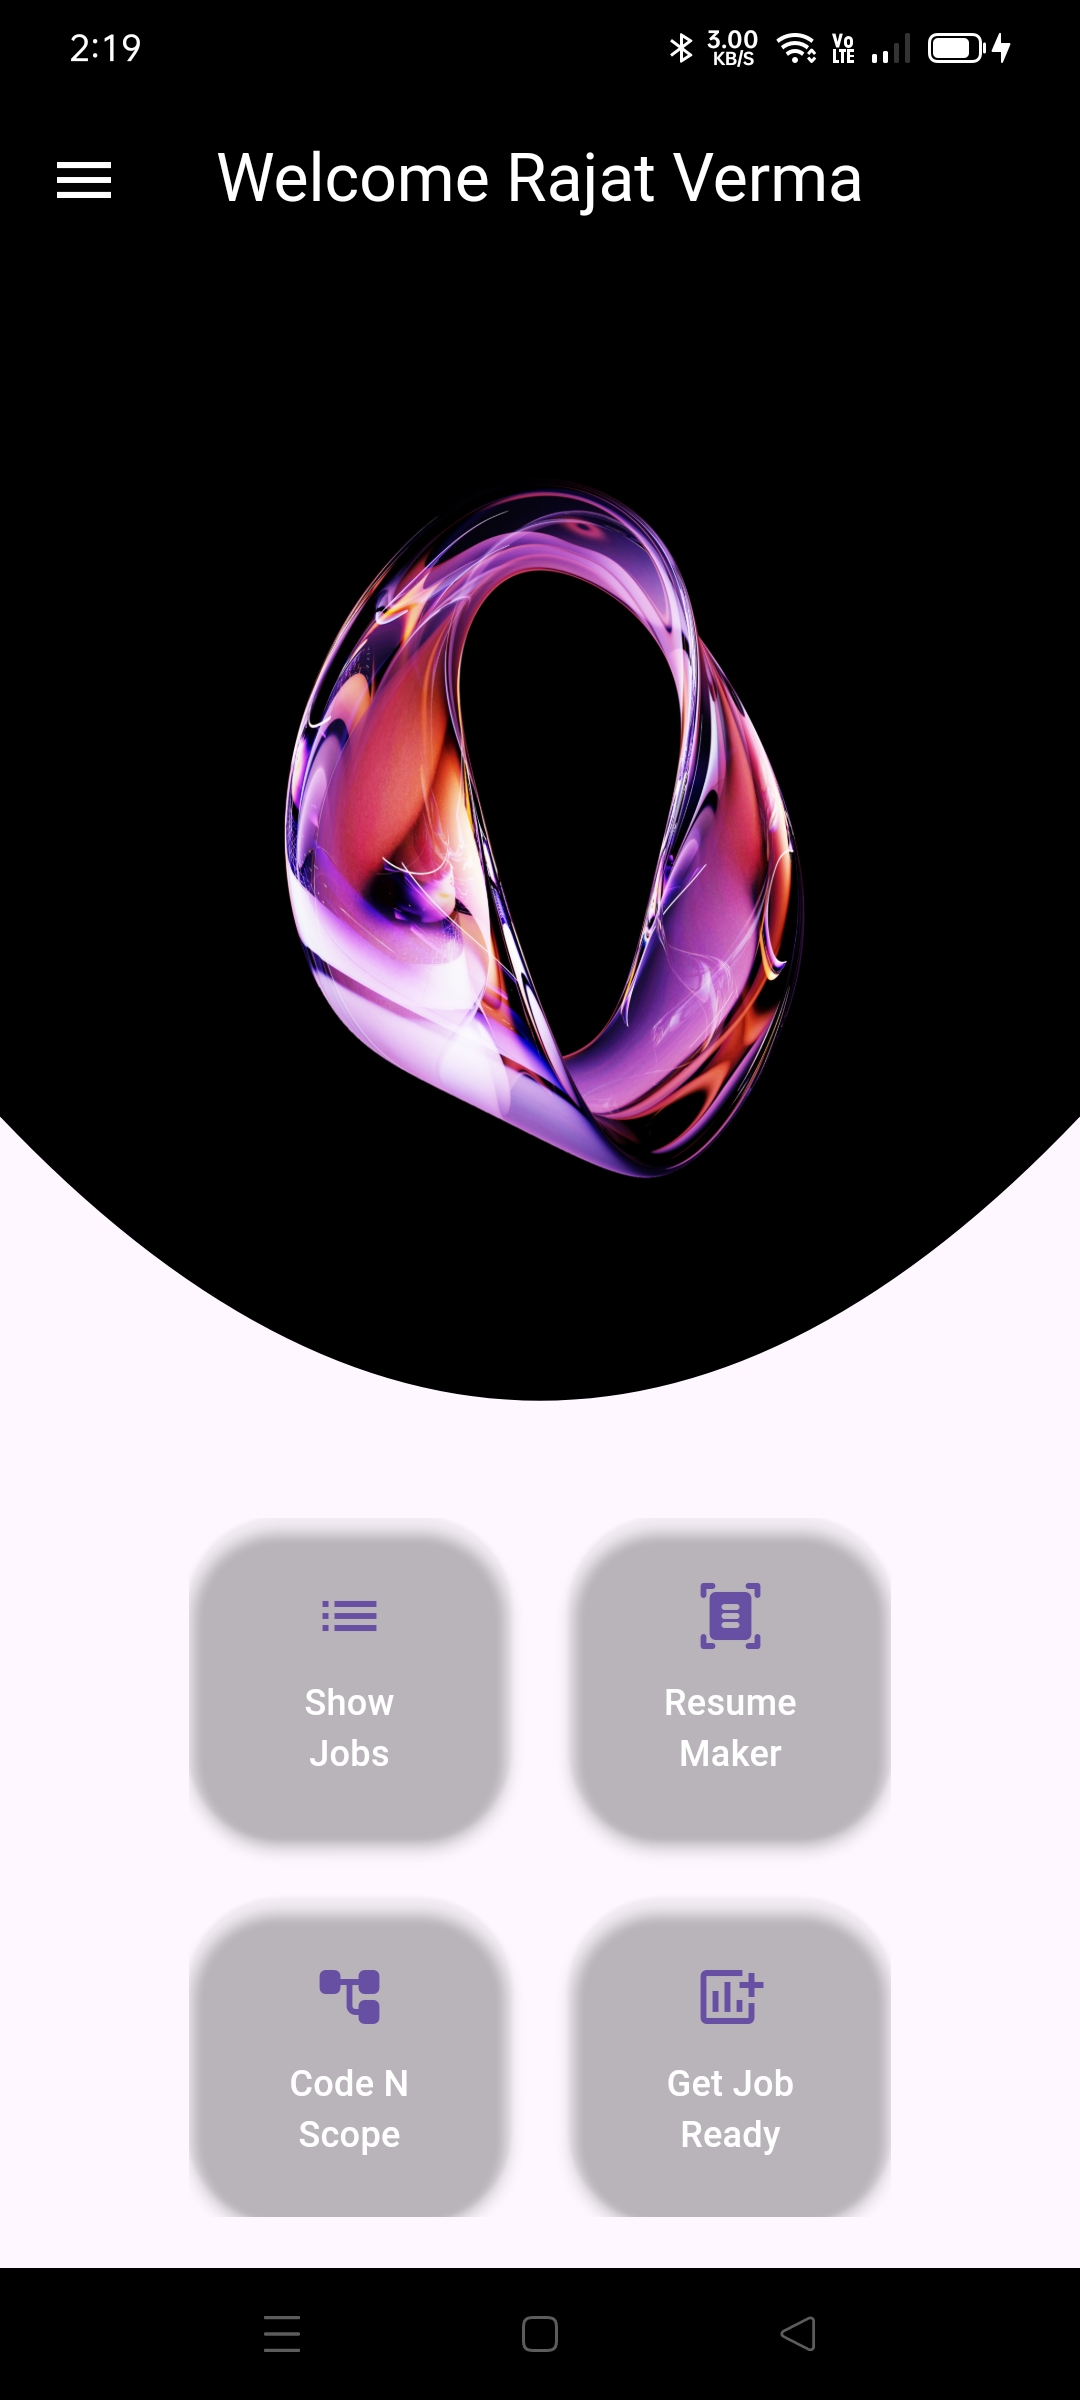 2:19
3.00
KB/S
Vo
LTE
Welcome Rajat Verma
Show
Jobs
Resume
Maker
Code N
Scope
Get Job
Ready